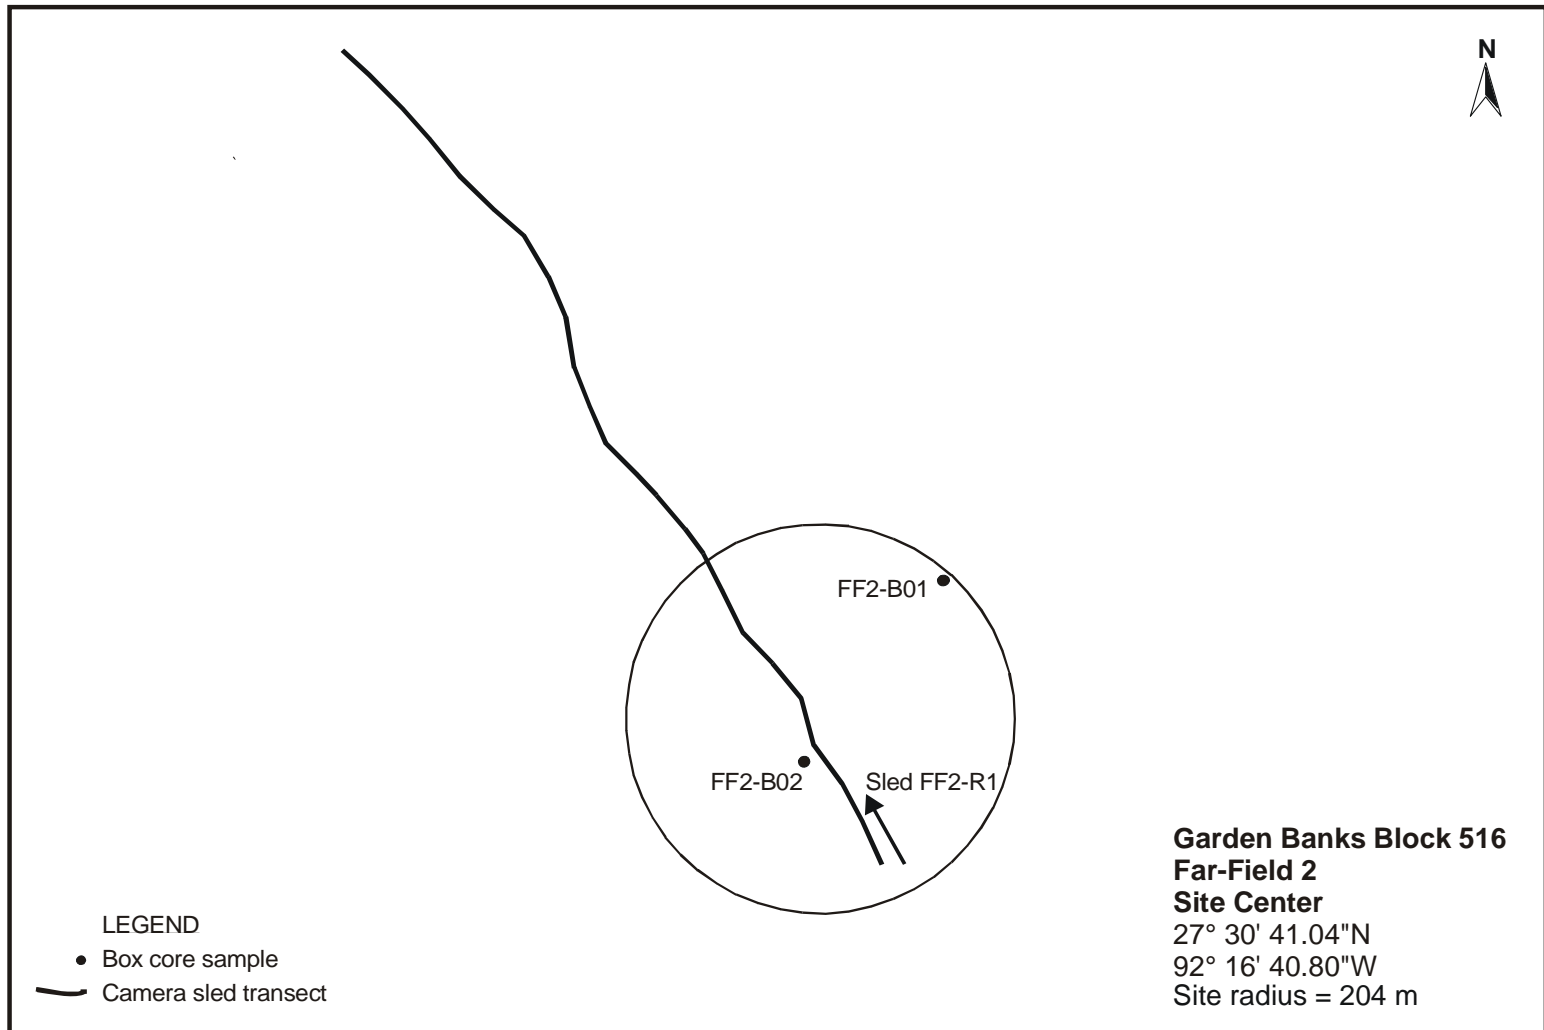 N
FF2-B01
FF2-B02
Sled FF2-R1
Garden Banks Block 516
Far-Field 2
Site Center
27° 30' 41.04"N
92° 16' 40.80"W
Site radius = 204 m
LEGEND
Box core sample
Camera sled transect